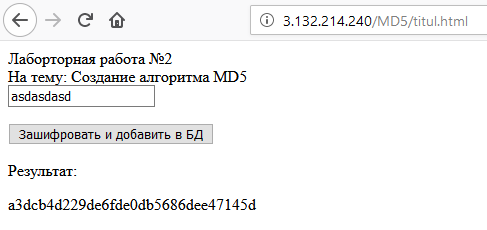 3.132.214.240/MD5/titul.html
Лаборторная работа №2
На тему: Создание алгоритма MD5
asdasdasd
Зашифровать и добавить в БД
Результат:
a3dcb4d229de6fde0db5686dee47145d